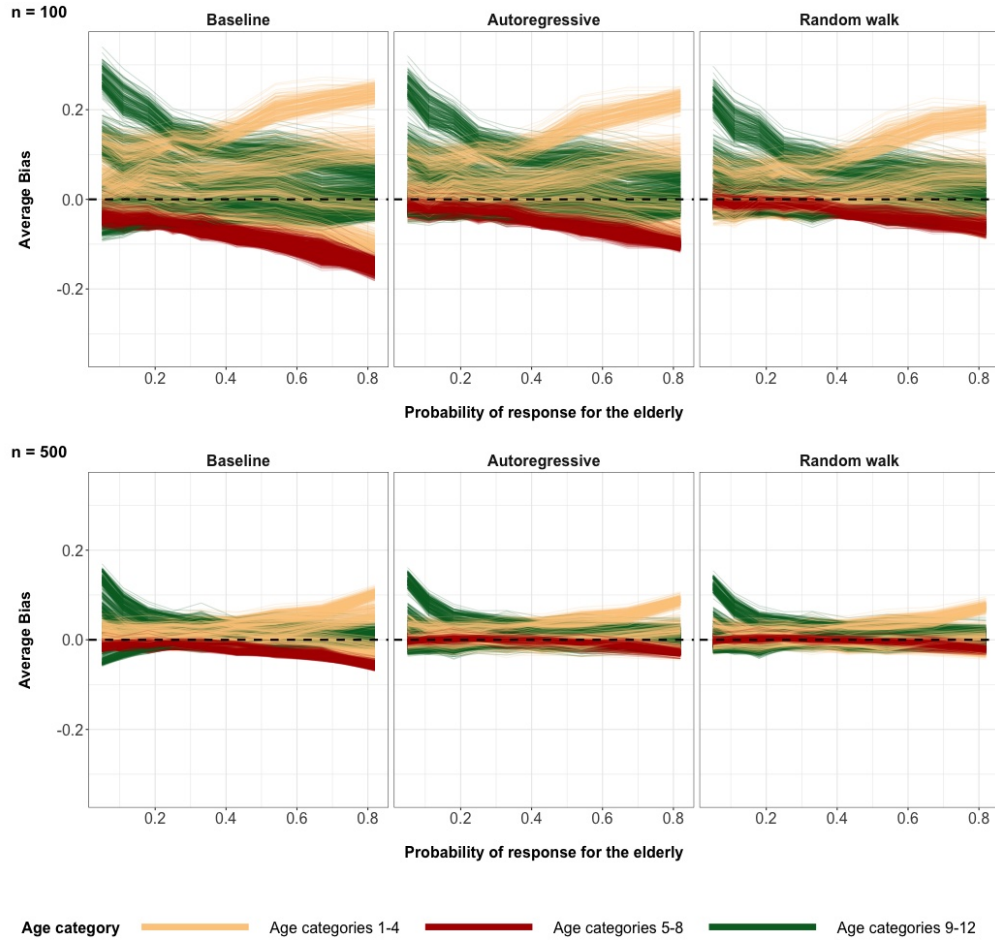 n = 100
Baseline Autoregressive Random walk
Average Bias
0.2
0.0
-0.2
0.2 0.4 0.6 0.8 0.2 0.4 0.6 0.8 0.2 0.4 0.6 0.8
Probability of response for the elderly
n = 500
Baseline Autoregressive Random walk
Average Bias
0.2
0.0
-0.2
0.2 0.4 0.6 0.8 0.2 0.4 0.6 0.8 0.2 0.4 0.6 0.8
Probability of response for the elderly
Age category Age categories 1-4 Age categories 5-8 Age categories 9-12